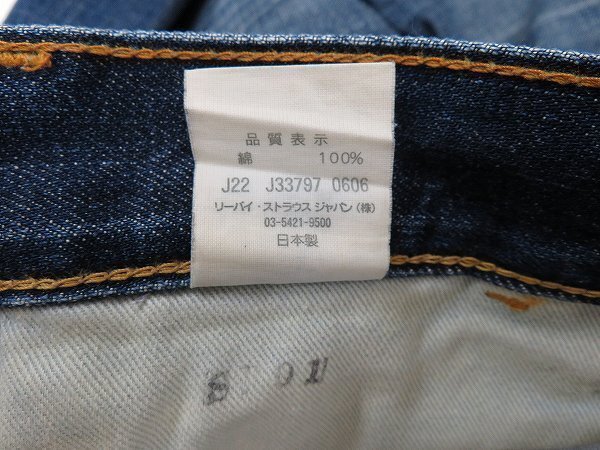 品質表示
綿 100%
J22 J33797 0606
リーバイ・ストラウス ジャパン(株)
03-5421-9500
日本製